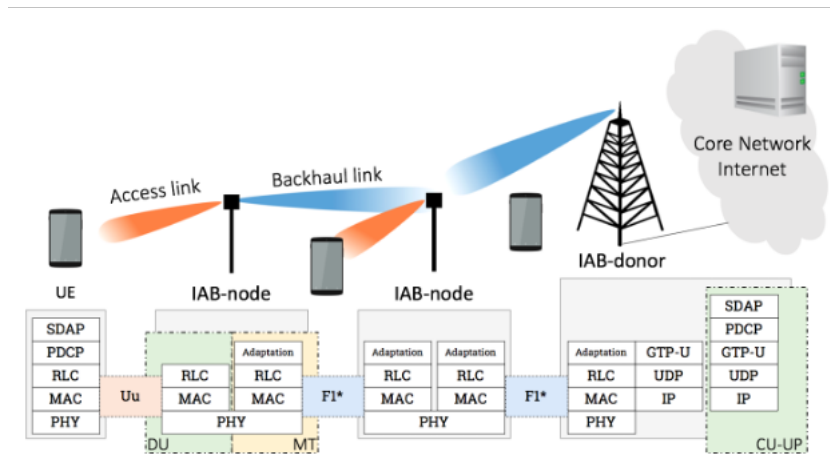 Core Network
Internet
Access link
Backhaul link
IAB-donor
UE
IAB-node
IAB-node
SDAP
PDCP
RLC
MAC
PHY
Uu
RLC
MAC
Adaptation
RLC
MAC
PHY
DU
MT
F1*
Adaptation
RLC
MAC
Adaptation
RLC
MAC
PHY
F1*
Adaptation
RLC
MAC
PHY
GTP-U
UDP
IP
SDAP
PDCP
GTP-U
UDP
IP
CU-UP